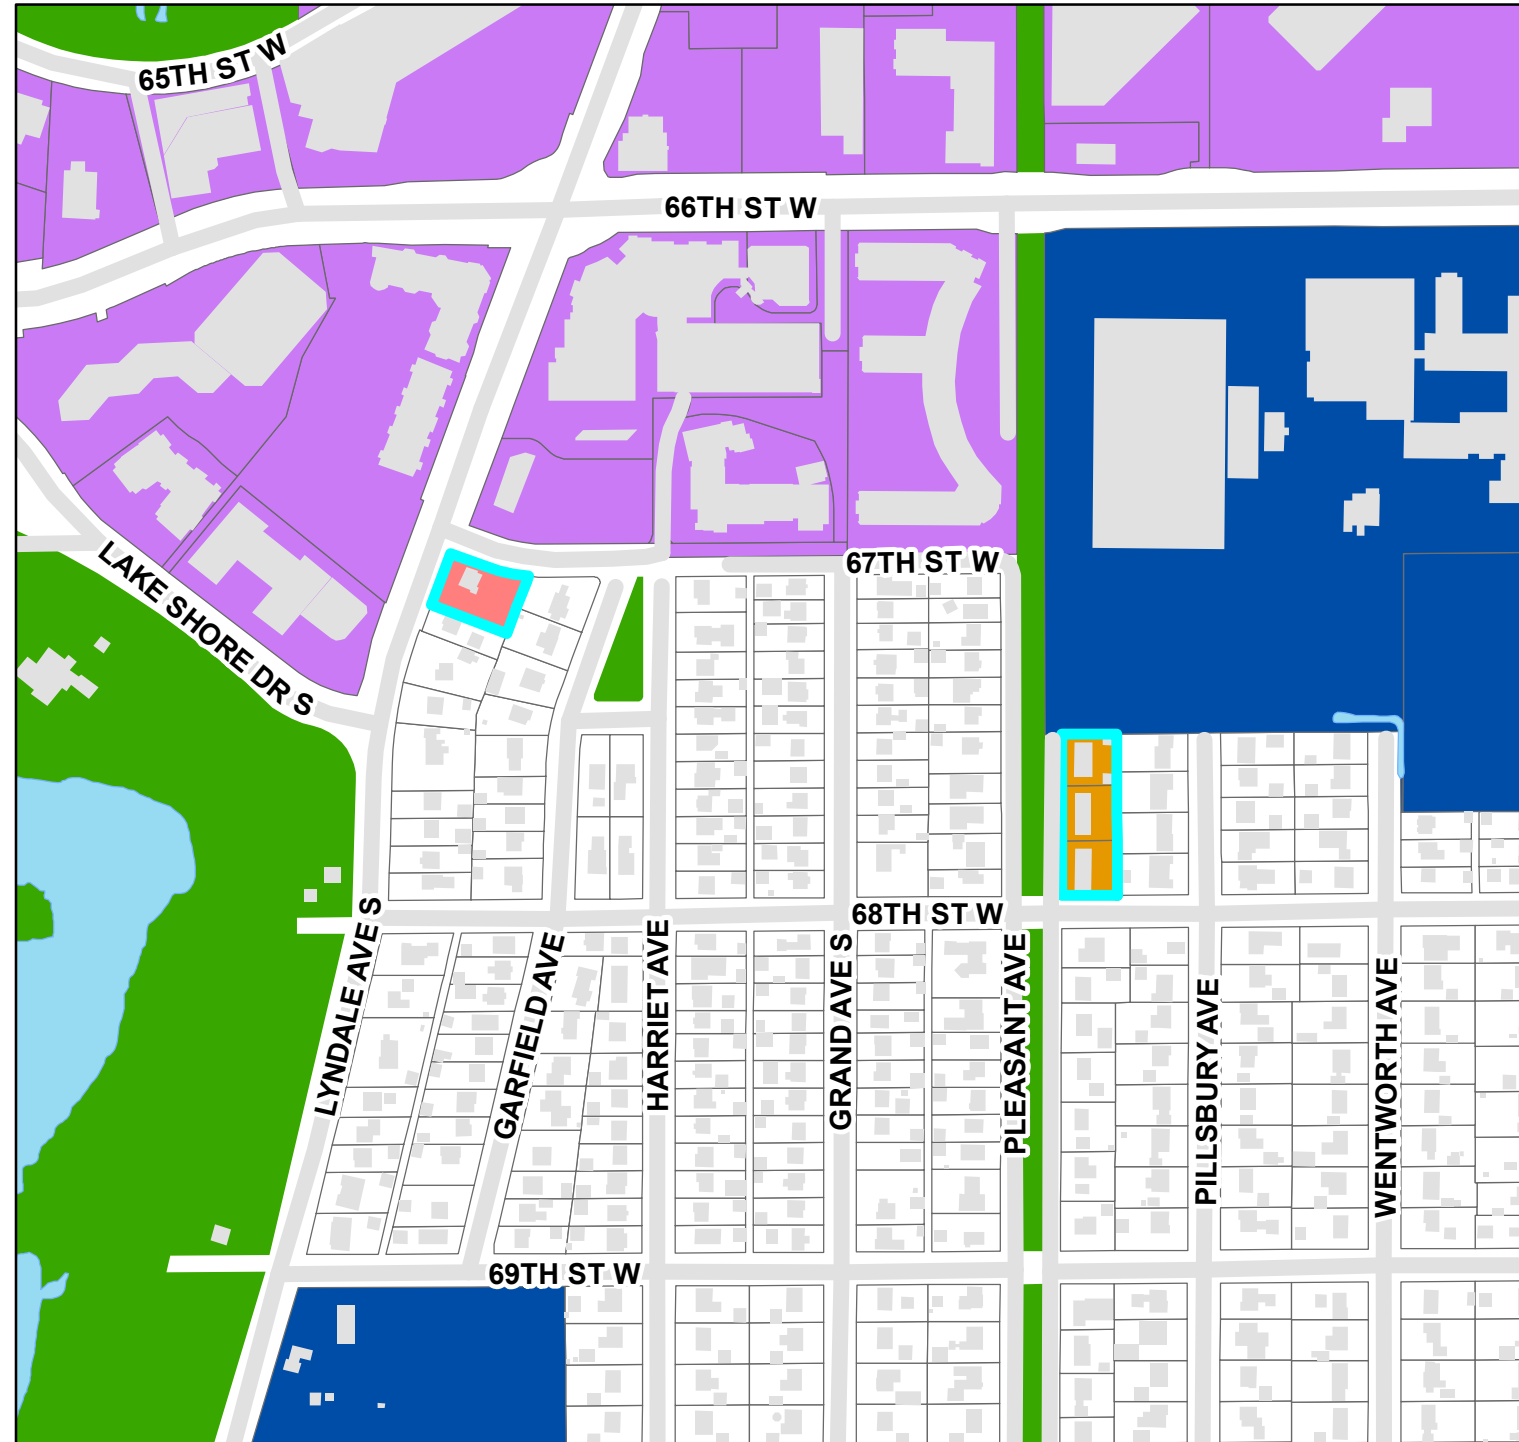 65TH ST W
66TH ST W
67TH ST W
LAKE SHORE DR S
68TH ST W
LYNDALE AVE S
GARFIELD AVE
HARRIET AVE
GRAND AVE S
PLEASANT AVE
PILLSBURY AVE
WENTWORTH AVE
69TH ST W